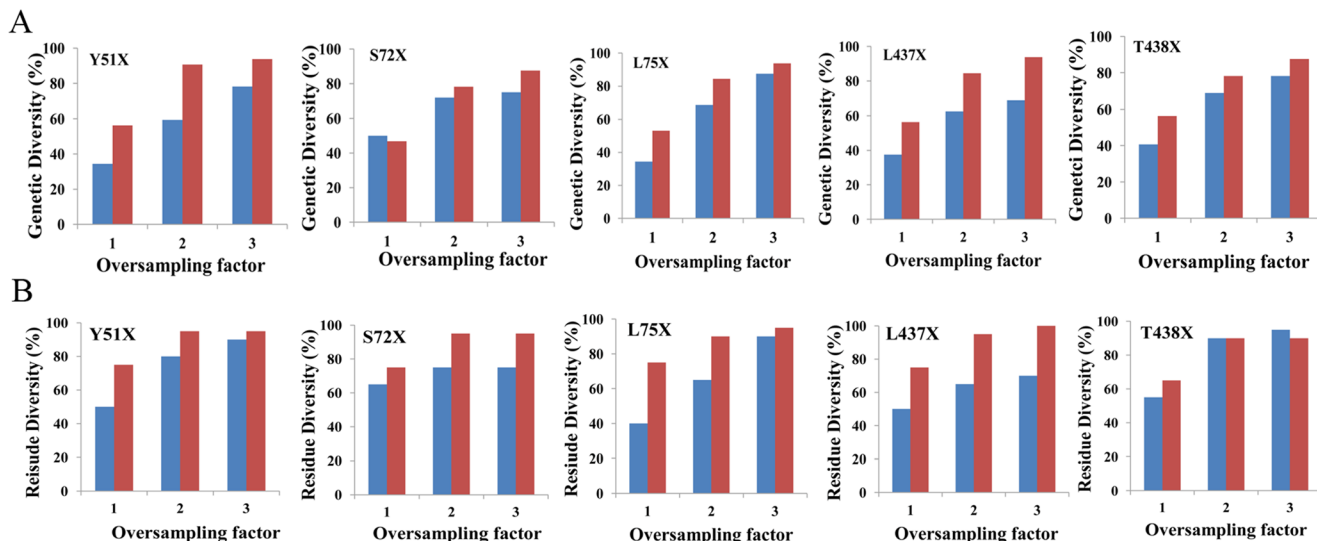 A
Y51X
Genetic Diversity (%)
100
80
60
40
20
0
1 2 3
Oversampling factor
S72X
Genetic Diversity (%)
100
80
60
40
20
0
1 2 3
Oversampling factor
L75X
Genetic Diversity (%)
100
80
60
40
20
0
1 2 3
Oversampling factor
L437X
Genetic Diversity (%)
100
80
60
40
20
0
1 2 3
Oversampling factor
T438X
Genetci Diversity (%)
100
80
60
40
20
0
1 2 3
Oversampling factor
B
Y51X
Reisude Diversity (%)
100
80
60
40
20
0
1 2 3
Oversampling factor
S72X
Residue Diversity (%)
100
80
60
40
20
0
1 2 3
Oversampling factor
L75X
Resiude Diversity (%)
100
80
60
40
20
0
1 2 3
Oversampling factor
L437X
Residue Diversity (%)
100
80
60
40
20
0
1 2 3
Oversampling factor
T438X
Residue Diversity (%)
100
80
60
40
20
0
1 2 3
Oversampling factor